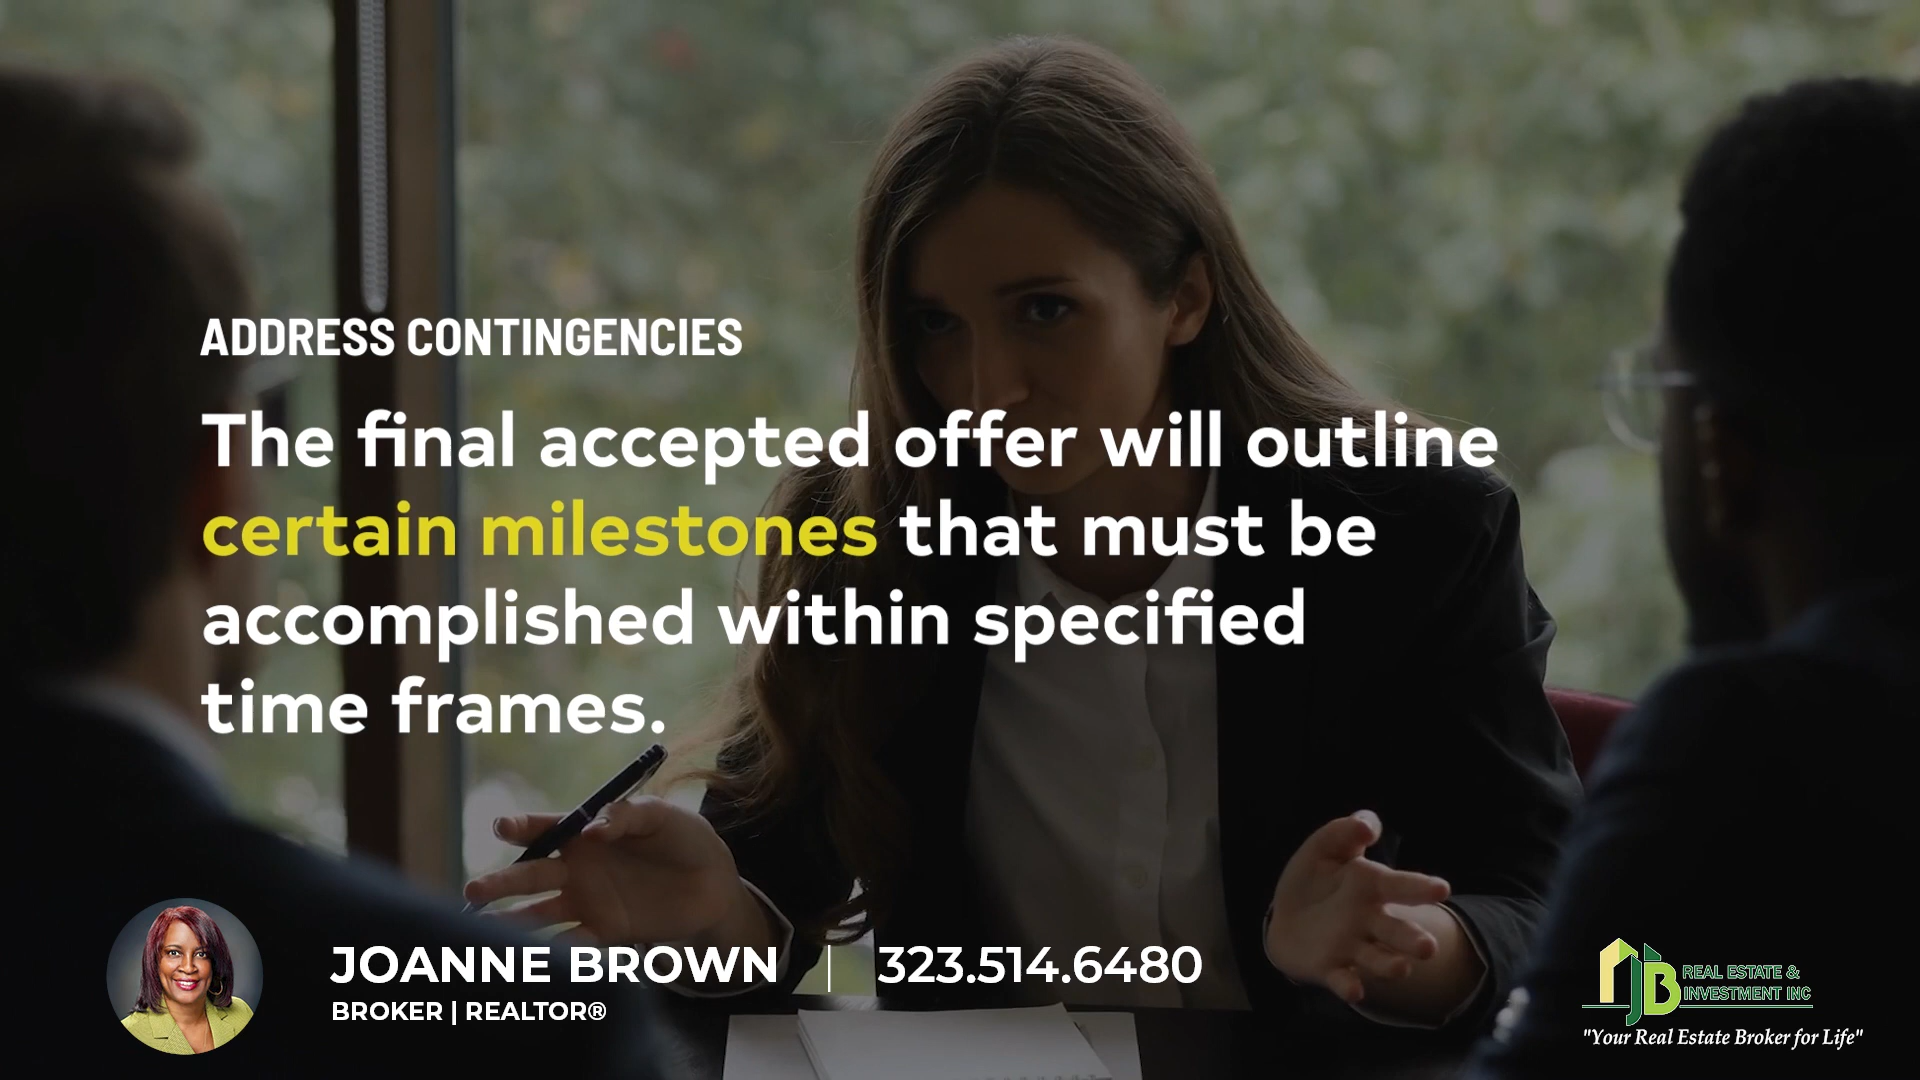 ADDRESS CONTINGENCIES
The final accepted offer will outline
certain milestones that must be
accomplished within specified
time frames.
JOANNE BROWN | 323.514.6480
BROKER | REALTOR®
JB REAL ESTATE &
INVESTMENT INC
"Your Real Estate Broker for Life"